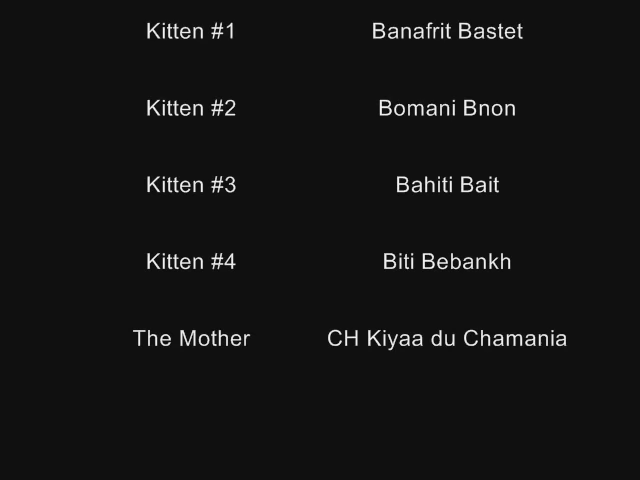 Kitten #1 Banafrit Bastet
Kitten #2 Bomani Bnon
Kitten #3 Bahiti Bait
Kitten #4 Biti Bebankh
The Mother CH Kiyaa du Chamania